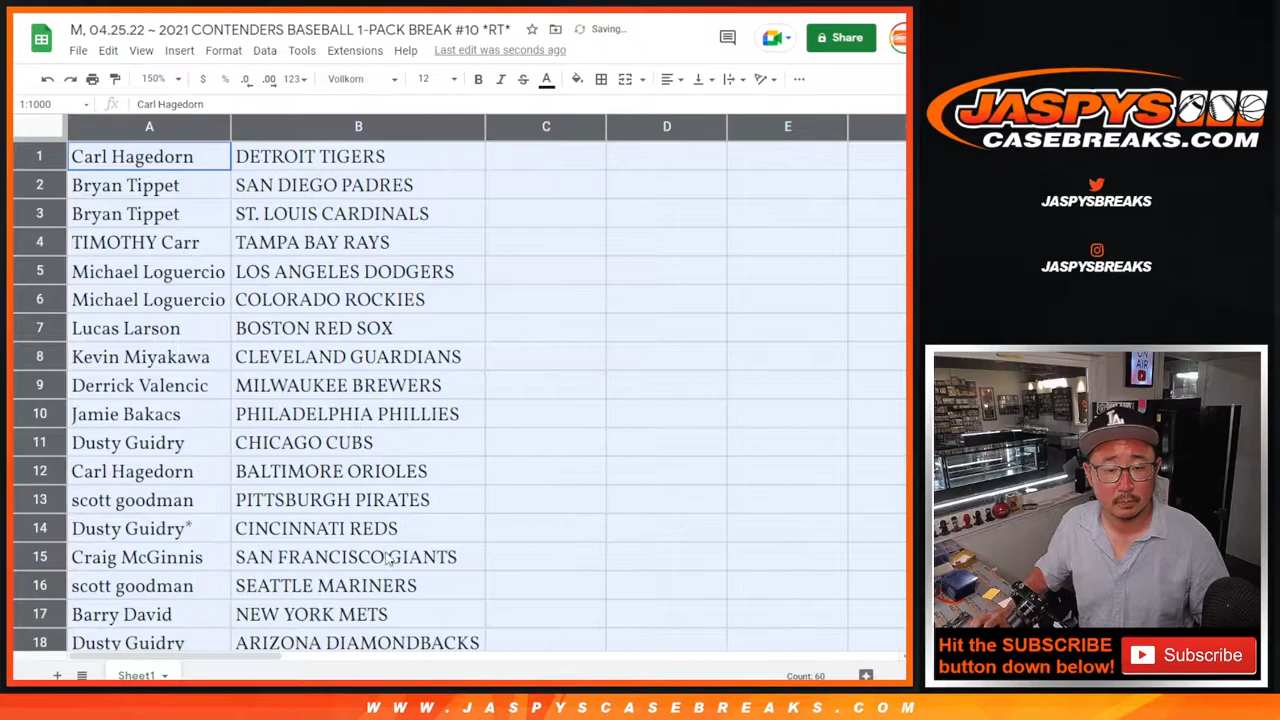 M, 04.25.22 ~ 2021 CONTENDERS BASEBALL 1-PACK BREAK #10 *RT*
Saving...
File Edit View Insert Format Data Tools Extensions Help Last edit was seconds ago
Share
150% $ % .0 .00 123 Vollkorn 12 B I S A
1:1000 fx Carl Hagedorn
A B C D E
1 Carl Hagedorn DETROIT TIGERS
2 Bryan Tippet SAN DIEGO PADRES
3 Bryan Tippet ST. LOUIS CARDINALS
4 TIMOTHY Carr TAMPA BAY RAYS
5 Michael Loguercio LOS ANGELES DODGERS
6 Michael Loguercio COLORADO ROCKIES
7 Lucas Larson BOSTON RED SOX
8 Kevin Miyakawa CLEVELAND GUARDIANS
9 Derrick Valencic MILWAUKEE BREWERS
10 Jamie Bakacs PHILADELPHIA PHILLIES
11 Dusty Guidry CHICAGO CUBS
12 Carl Hagedorn BALTIMORE ORIOLES
13 scott goodman PITTSBURGH PIRATES
14 Dusty Guidry* CINCINNATI REDS
15 Craig McGinnis SAN FRANCISCO GIANTS
16 scott goodman SEATTLE MARINERS
17 Barry David NEW YORK METS
18 Dusty Guidry ARIZONA DIAMONDBACKS
Sheet1
Count: 60
JASPYS
CASEBREAKS.COM
JASPYSBREAKS
JASPYSBREAKS
ON
AIR
LA
Hit the SUBSCRIBE
button down below!
Subscribe
WWW.JASPYSCASEBREAKS.COM